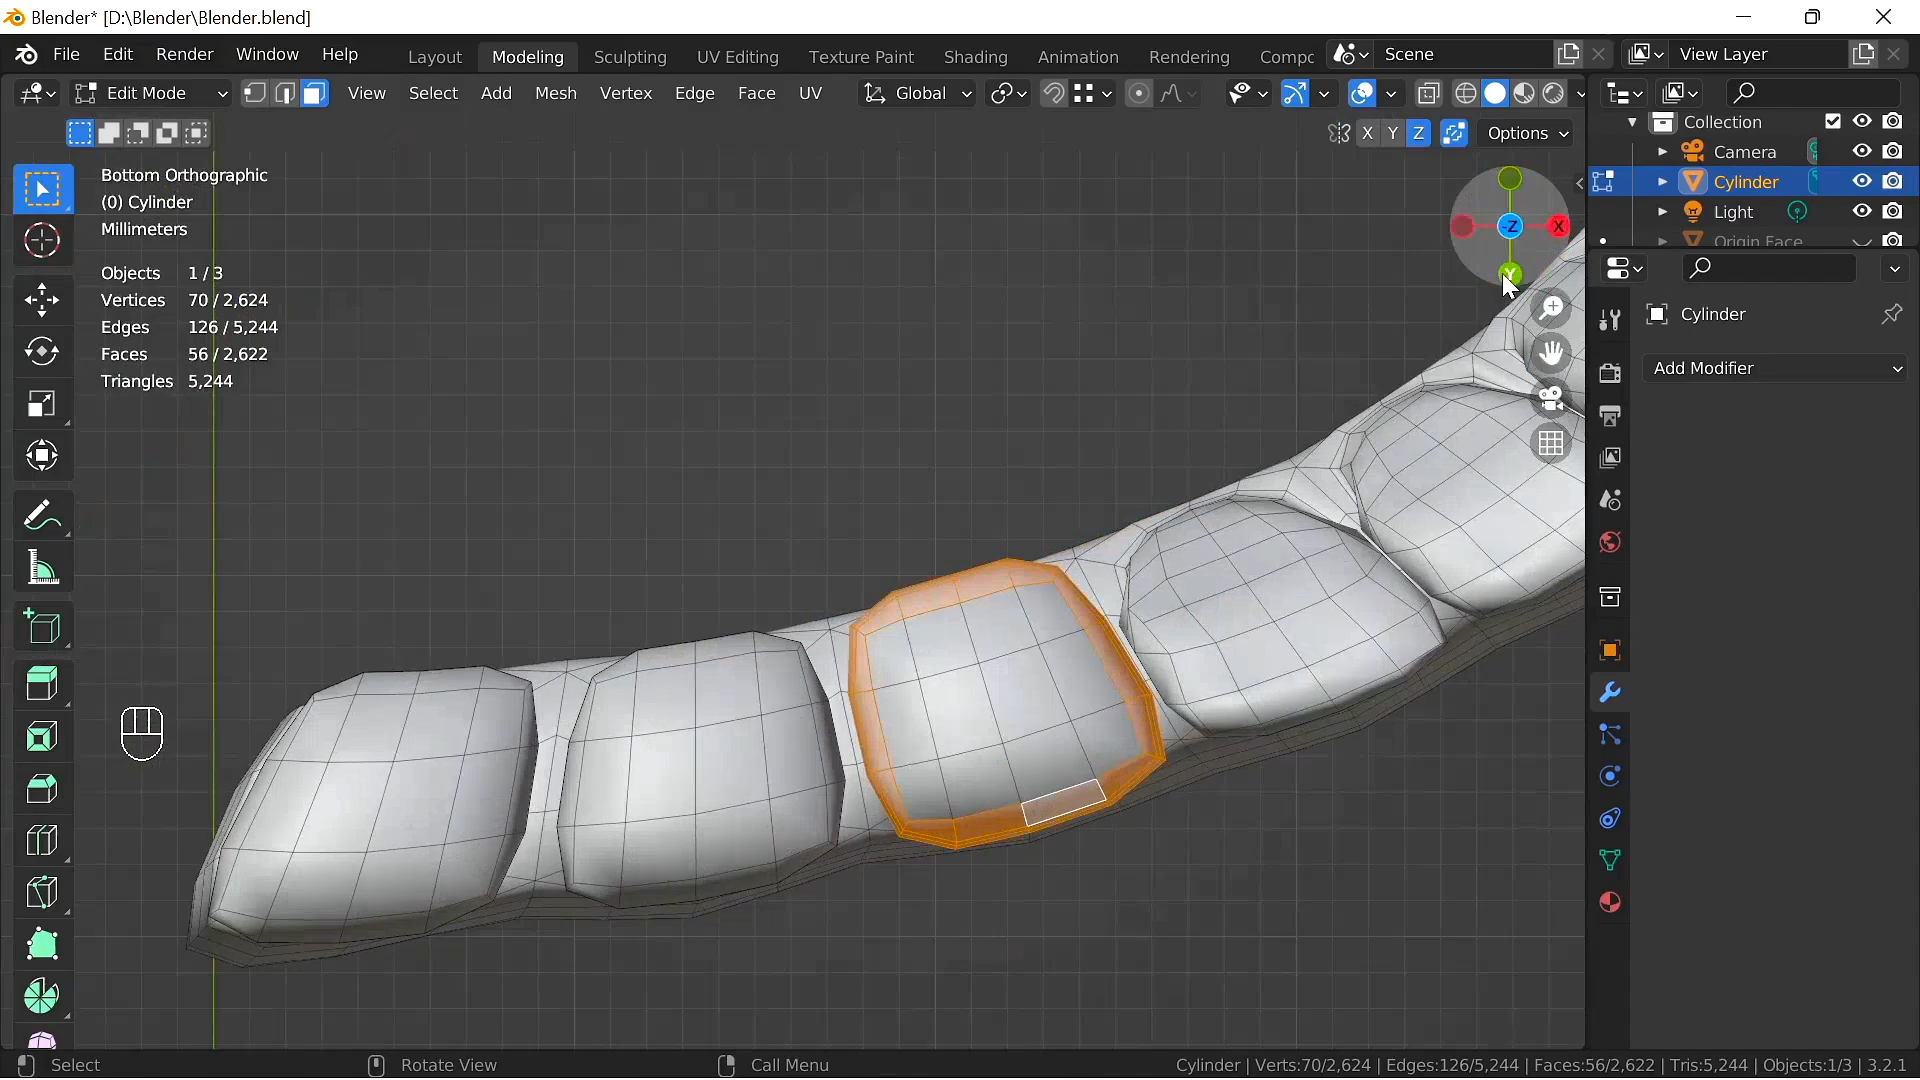 Blender* [D:\Blender\Blender.blend]
File Edit Render Window Help Layout Modeling Sculpting UV Editing Texture Paint Shading Animation Rendering Compc Scene View Layer
Edit Mode View Select Add Mesh Vertex Edge Face UV Global
X Y Z Options
Collection
Camera
Cylinder
Light
Origin Face
Bottom Orthographic
(0) Cylinder
Millimeters
Objects 1 / 3
Vertices 70 / 2,624
Edges 126 / 5,244
Faces 56 / 2,622
Triangles 5,244
-Z X
Y
Cylinder
Add Modifier
Select Rotate View Call Menu Cylinder | Verts:70/2,624 | Edges:126/5,244 | Faces:56/2,622 | Tris:5,244 | Objects:1/3 | 3.2.1